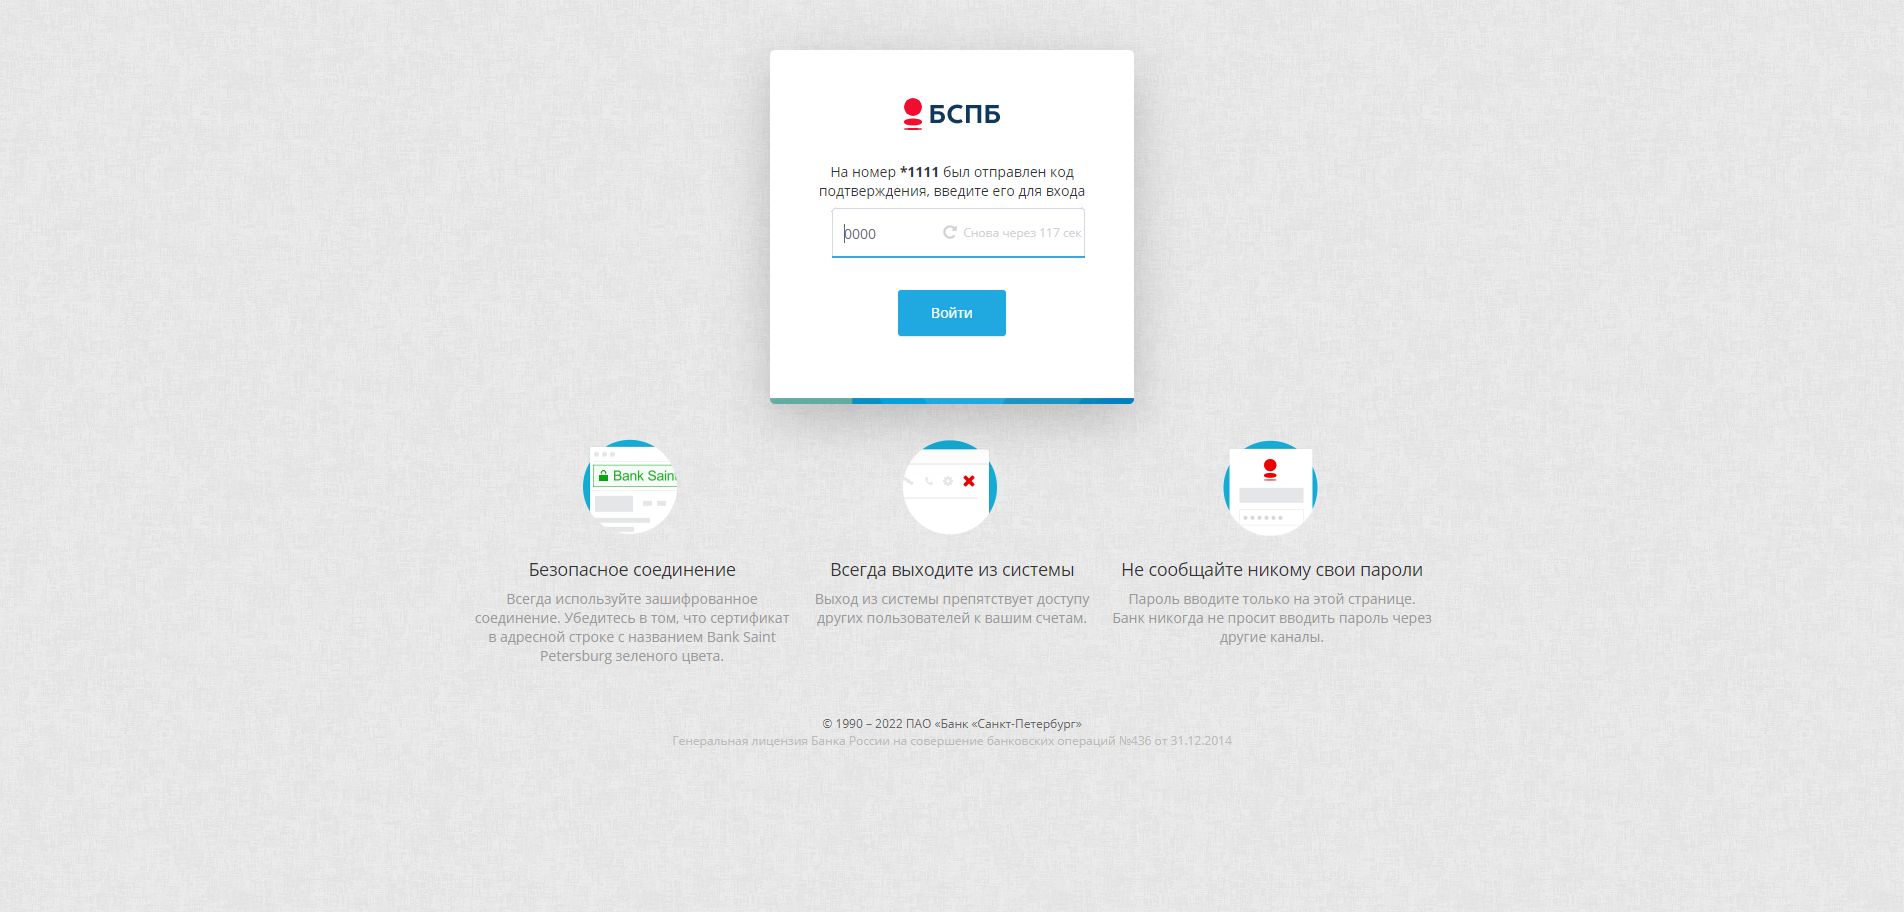 БСПБ
На номер *1111 был отправлен код
подтверждения, введите его для входа
0000
Снова через 117 сек
Войти
Bank Sain
Безопасное соединение
Всегда используйте зашифрованное
соединение. Убедитесь в том, что сертификат
в адресной строке с названием Bank Saint
Petersburg зеленого цвета.
Всегда выходите из системы
Выход из системы препятствует доступу
других пользователей к вашим счетам.
Не сообщайте никому свои пароли
Пароль вводите только на этой странице.
Банк никогда не просит вводить пароль через
другие каналы.
© 1990 – 2022 ПАО «Банк «Санкт-Петербург»
Генеральная лицензия Банка России на совершение банковских операций №436 от 31.12.2014